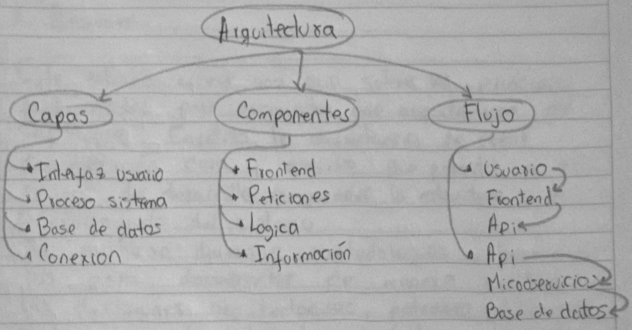 Arquitectura
Capas
Componentes
Flujo
Interfaz usuario
Proceso sistema
Base de datos
Conexion
Frontend
Peticiones
Logica
Información
Usuario
Frontend
Api
Api
Microservicios
Base de datos